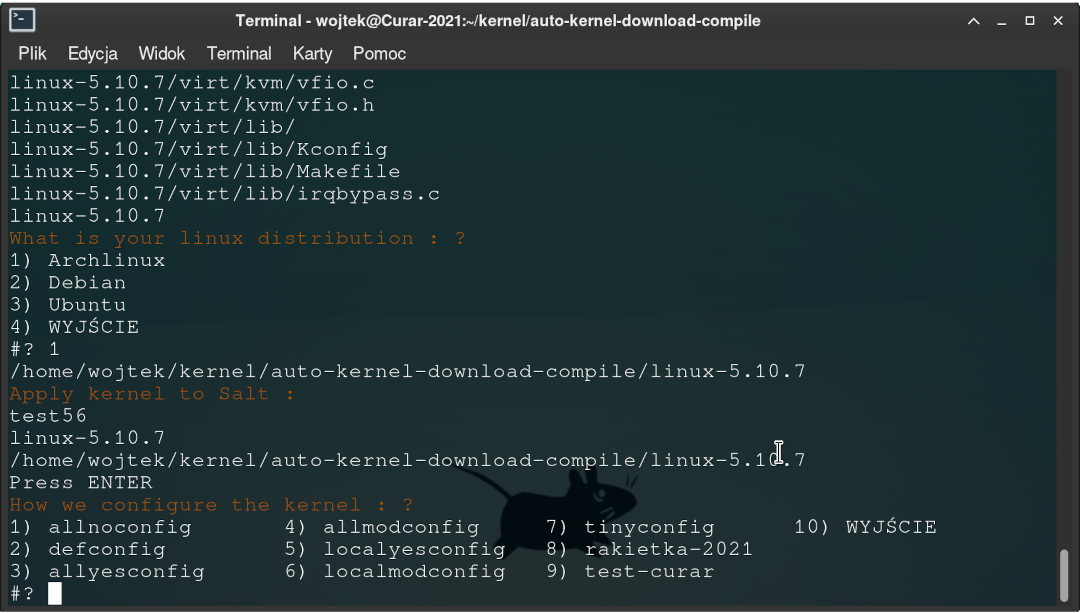 Terminal - wojtek@Curar-2021:~/kernel/auto-kernel-download-compile
Plik Edycja Widok Terminal Karty Pomoc
linux-5.10.7/virt/kvm/vfio.c
linux-5.10.7/virt/kvm/vfio.h
linux-5.10.7/virt/lib/
linux-5.10.7/virt/lib/Kconfig
linux-5.10.7/virt/lib/Makefile
linux-5.10.7/virt/lib/irqbypass.c
linux-5.10.7
What is your linux distribution : ?
1) Archlinux
2) Debian
3) Ubuntu
4) WYJŚCIE
#? 1
/home/wojtek/kernel/auto-kernel-download-compile/linux-5.10.7
Apply kernel to Salt :
test56
linux-5.10.7
/home/wojtek/kernel/auto-kernel-download-compile/linux-5.10.7
Press ENTER
How we configure the kernel : ?
1) allnoconfig 4) allmodconfig 7) tinyconfig 10) WYJŚCIE
2) defconfig 5) localyesconfig 8) rakietka-2021
3) allyesconfig 6) localmodconfig 9) test-curar
#?